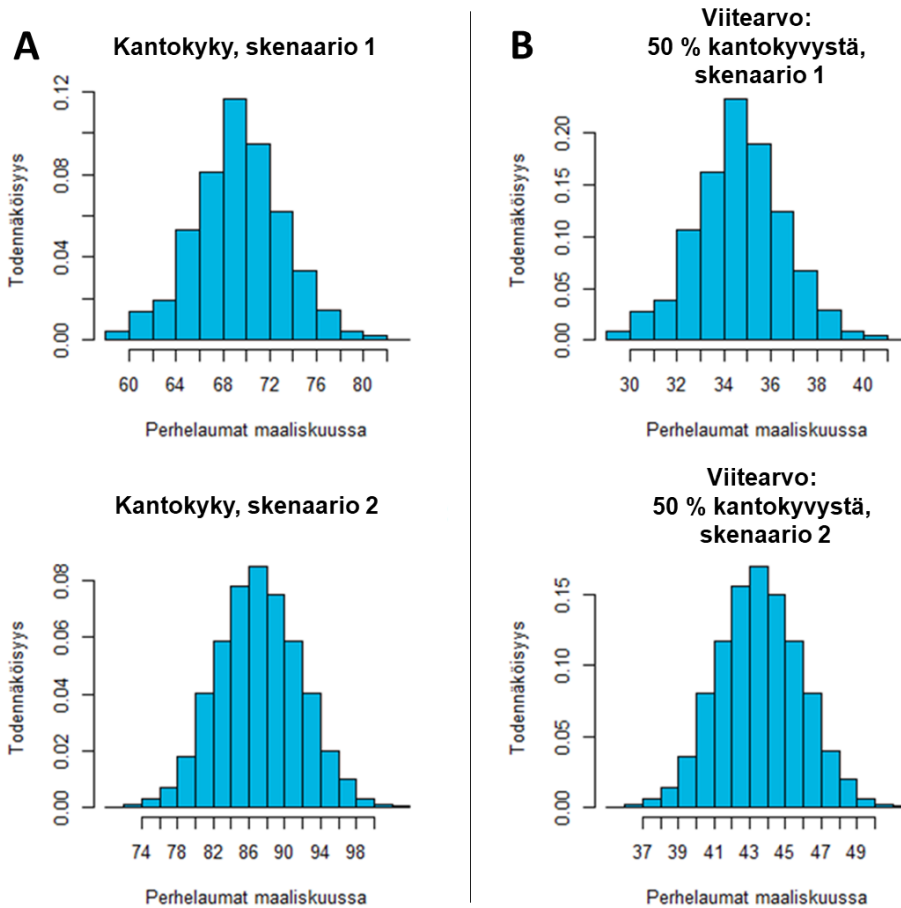 A
Kantokyky, skenaario 1
Todennäköisyys
0.12
0.08
0.04
0.00
60 64 68 72 76 80
Perhelaumat maaliskuussa
B
Viitearvo:
50 % kantokyvystä,
skenaario 1
Todennäköisyys
0.20
0.15
0.10
0.05
0.00
30 32 34 36 38 40
Perhelaumat maaliskuussa
Kantokyky, skenaario 2
Todennäköisyys
0.08
0.06
0.04
0.02
0.00
74 78 82 86 90 94 98
Perhelaumat maaliskuussa
Viitearvo:
50 % kantokyvystä,
skenaario 2
Todennäköisyys
0.15
0.10
0.05
0.00
37 39 41 43 45 47 49
Perhelaumat maaliskuussa